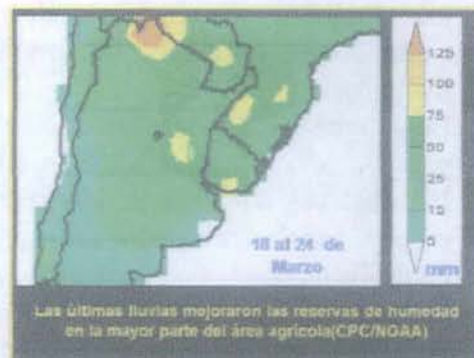 125
100
75
50
25
15
0
mm
18 al 24 de
Marzo
Las últimas lluvias mejoraron las reservas de humedad
en la mayor parte del área agrícola(CPC/NOAA)